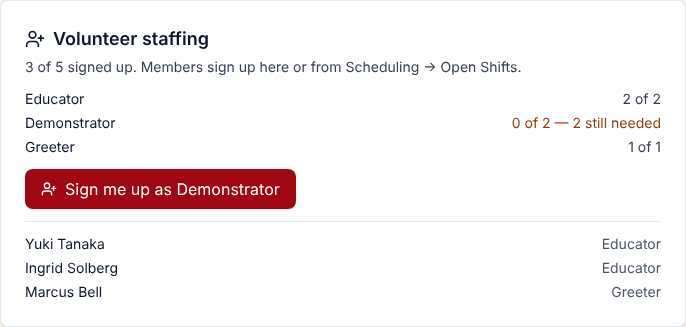 Volunteer staffing
3 of 5 signed up. Members sign up here or from Scheduling → Open Shifts.
Educator 2 of 2
Demonstrator 0 of 2 — 2 still needed
Greeter 1 of 1
Sign me up as Demonstrator
Yuki Tanaka Educator
Ingrid Solberg Educator
Marcus Bell Greeter